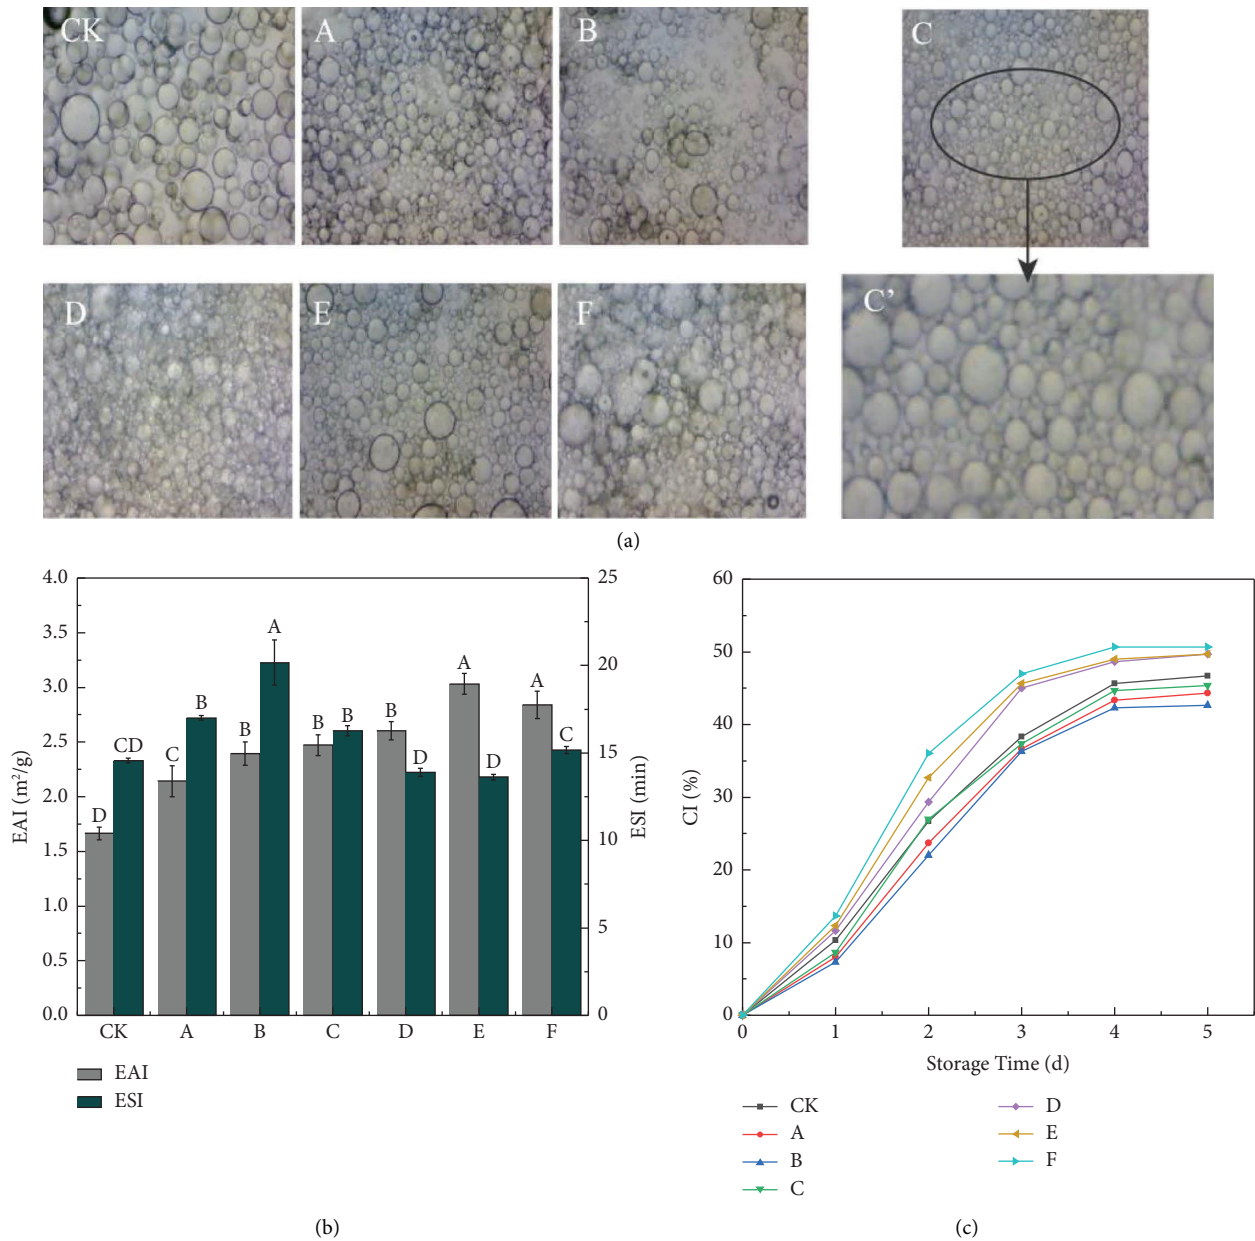 CK A B C
D E F C’
(a)
4.0
3.5
3.0
2.5
2.0
1.5
1.0
0.5
0.0
EAI (m²/g)
D CD C B B A B B B D A D A C
25
20
15
10
5
0
ESI (min)
CK A B C D E F
EAI
ESI
(b)
60
50
40
30
20
10
0
CI (%)
0 1 2 3 4 5
Storage Time (d)
CK
A
B
C
D
E
F
(c)